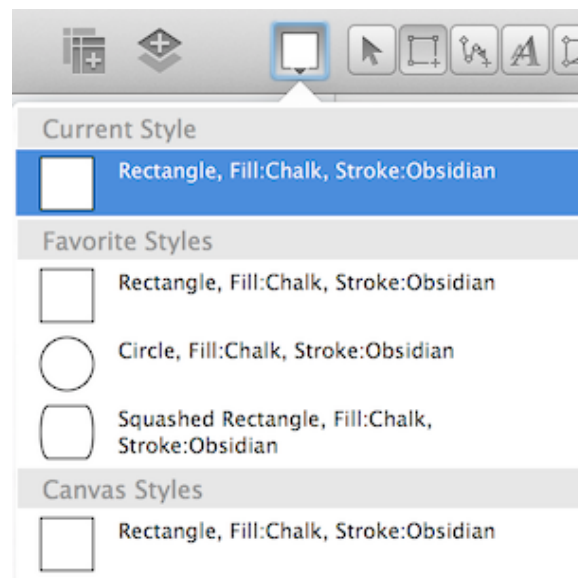 A
Current Style
Rectangle, Fill:Chalk, Stroke:Obsidian
Favorite Styles
Rectangle, Fill:Chalk, Stroke:Obsidian
Circle, Fill:Chalk, Stroke:Obsidian
Squashed Rectangle, Fill:Chalk,
Stroke:Obsidian
Canvas Styles
Rectangle, Fill:Chalk, Stroke:Obsidian